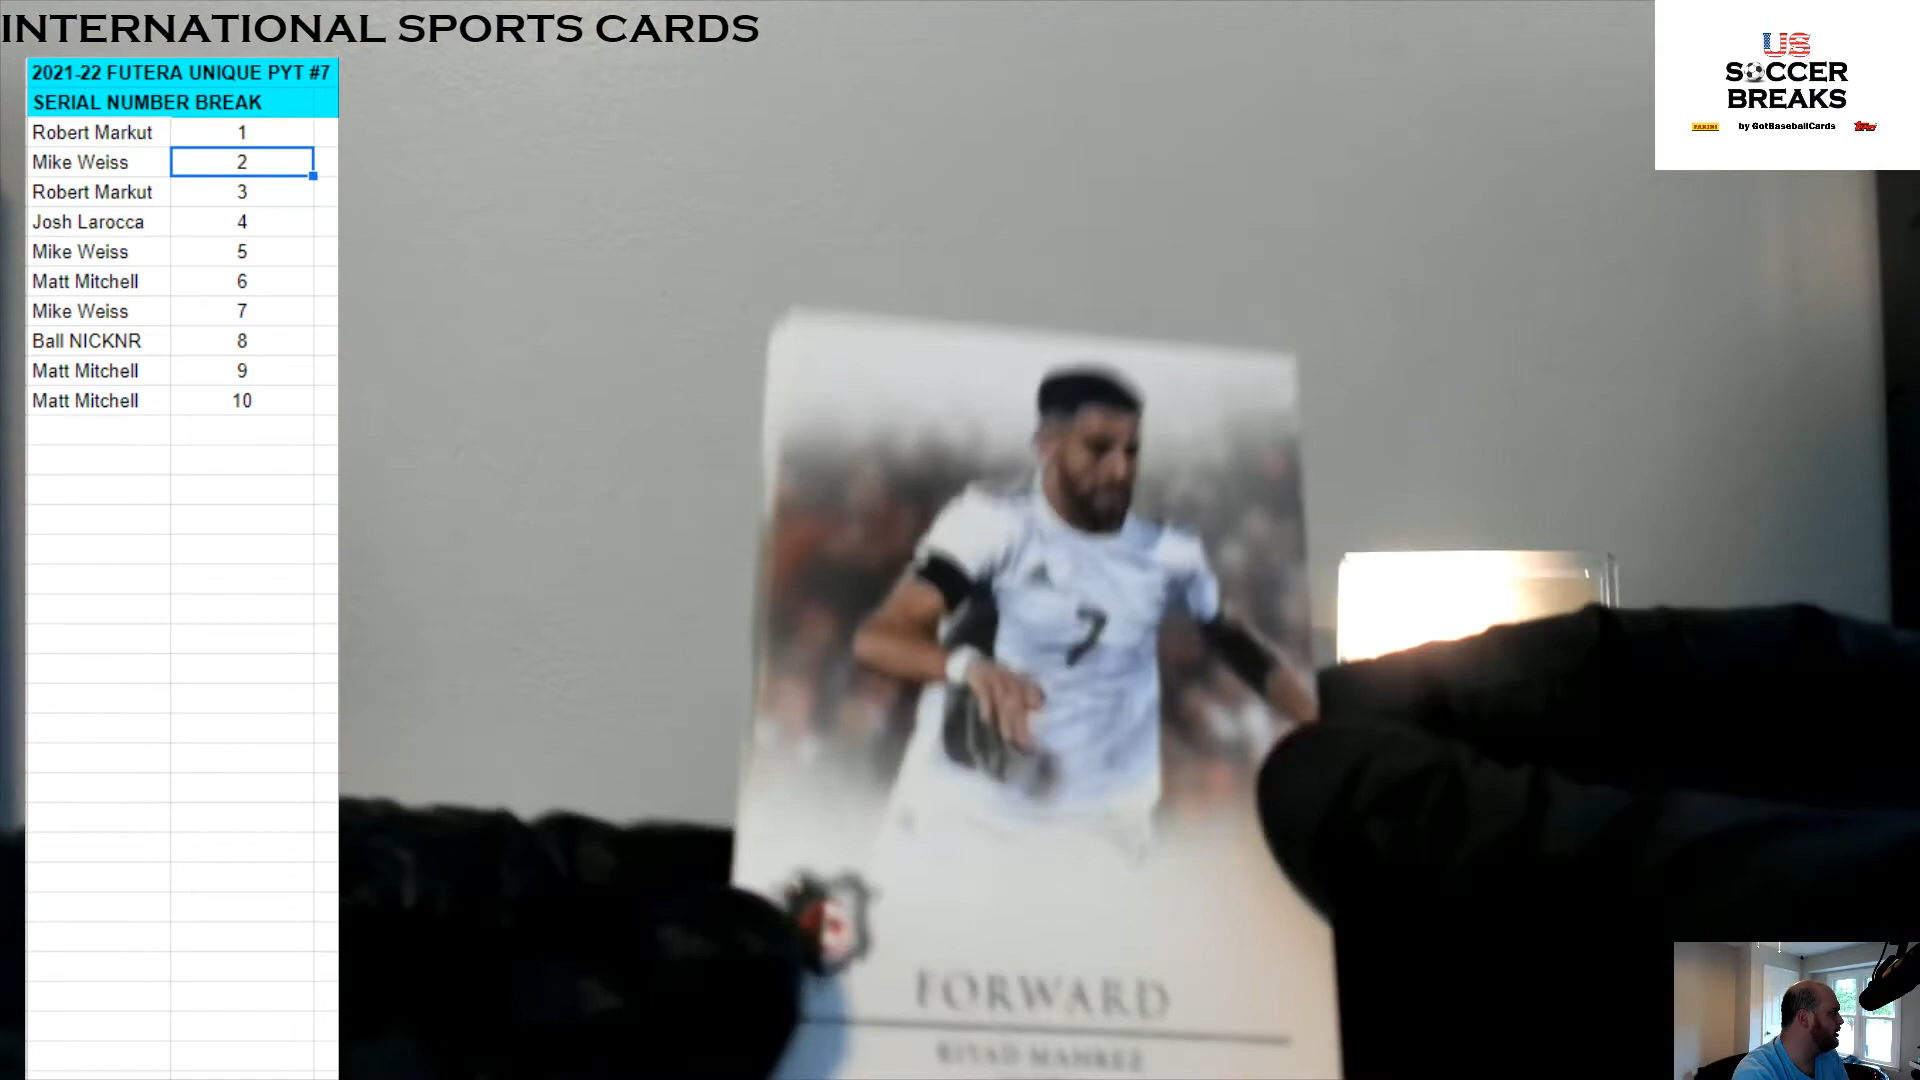 INTERNATIONAL SPORTS CARDS
2021-22 FUTERA UNIQUE PYT #7
SERIAL NUMBER BREAK
Robert Markut 1
Mike Weiss 2
Robert Markut 3
Josh Larocca 4
Mike Weiss 5
Matt Mitchell 6
Mike Weiss 7
Ball NICKNR 8
Matt Mitchell 9
Matt Mitchell 10
US
SOCCER
BREAKS
PANINI by GotBaseballCards Topps
7
FORWARD
RIYAD MAHREZ